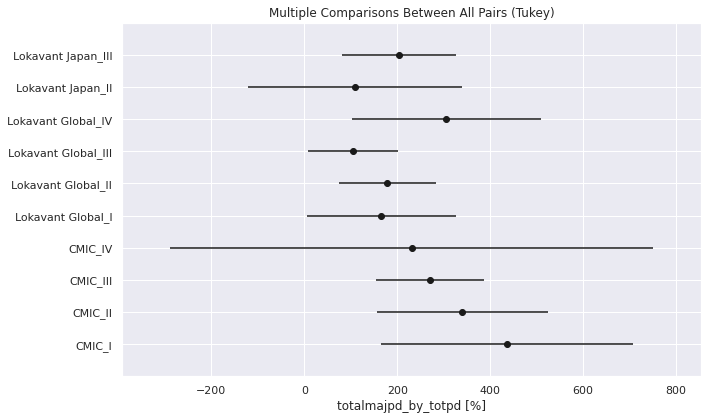 Multiple Comparisons Between All Pairs (Tukey)
Lokavant Japan_III
Lokavant Japan_II
Lokavant Global_IV
Lokavant Global_III
Lokavant Global_II
Lokavant Global_I
CMIC_IV
CMIC_III
CMIC_II
CMIC_I
−200 0 200 400 600 800
totalmajpd_by_totpd [%]